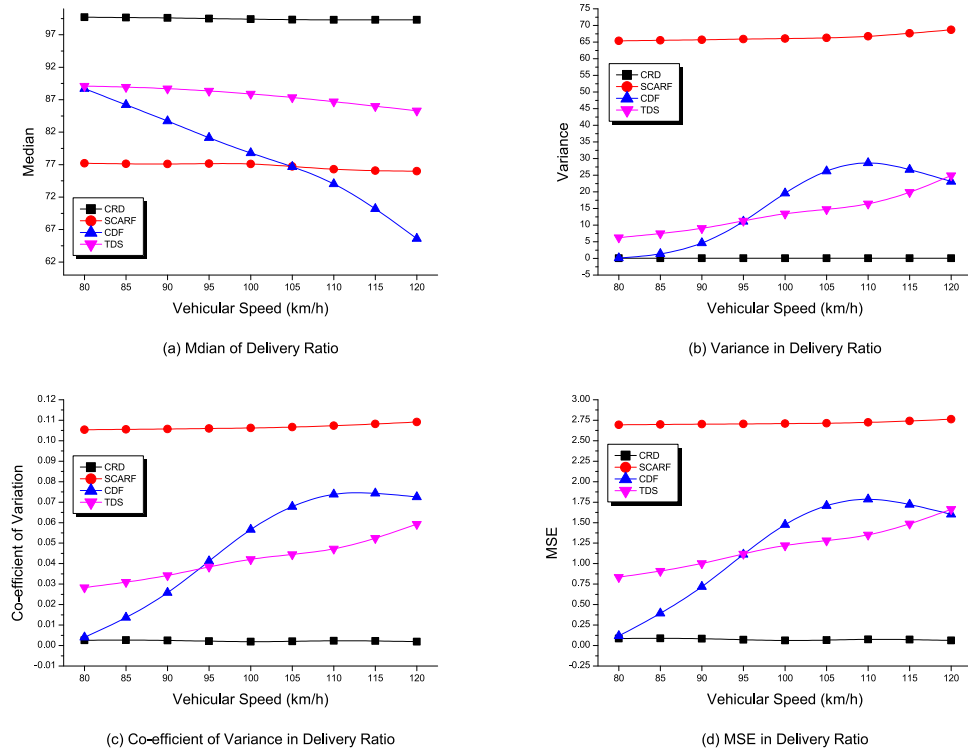 97
92
87
82
77
72
67
62
Median
CRD
SCARF
CDF
TDS
80 85 90 95 100 105 110 115 120
Vehicular Speed (km/h)
(a) Mdian of Delivery Ratio
75
70
65
60
55
50
45
40
35
30
25
20
15
10
5
0
-5
Variance
CRD
SCARF
CDF
TDS
80 85 90 95 100 105 110 115 120
Vehicular Speed (km/h)
(b) Variance in Delivery Ratio
0.12
0.11
0.10
0.09
0.08
0.07
0.06
0.05
0.04
0.03
0.02
0.01
0.00
-0.01
Co-efficient of Variation
CRD
SCARF
CDF
TDS
80 85 90 95 100 105 110 115 120
Vehicular Speed (km/h)
(c) Co-efficient of Variance in Delivery Ratio
3.00
2.75
2.50
2.25
2.00
1.75
1.50
1.25
1.00
0.75
0.50
0.25
0.00
-0.25
MSE
CRD
SCARF
CDF
TDS
80 85 90 95 100 105 110 115 120
Vehicular Speed (km/h)
(d) MSE in Delivery Ratio